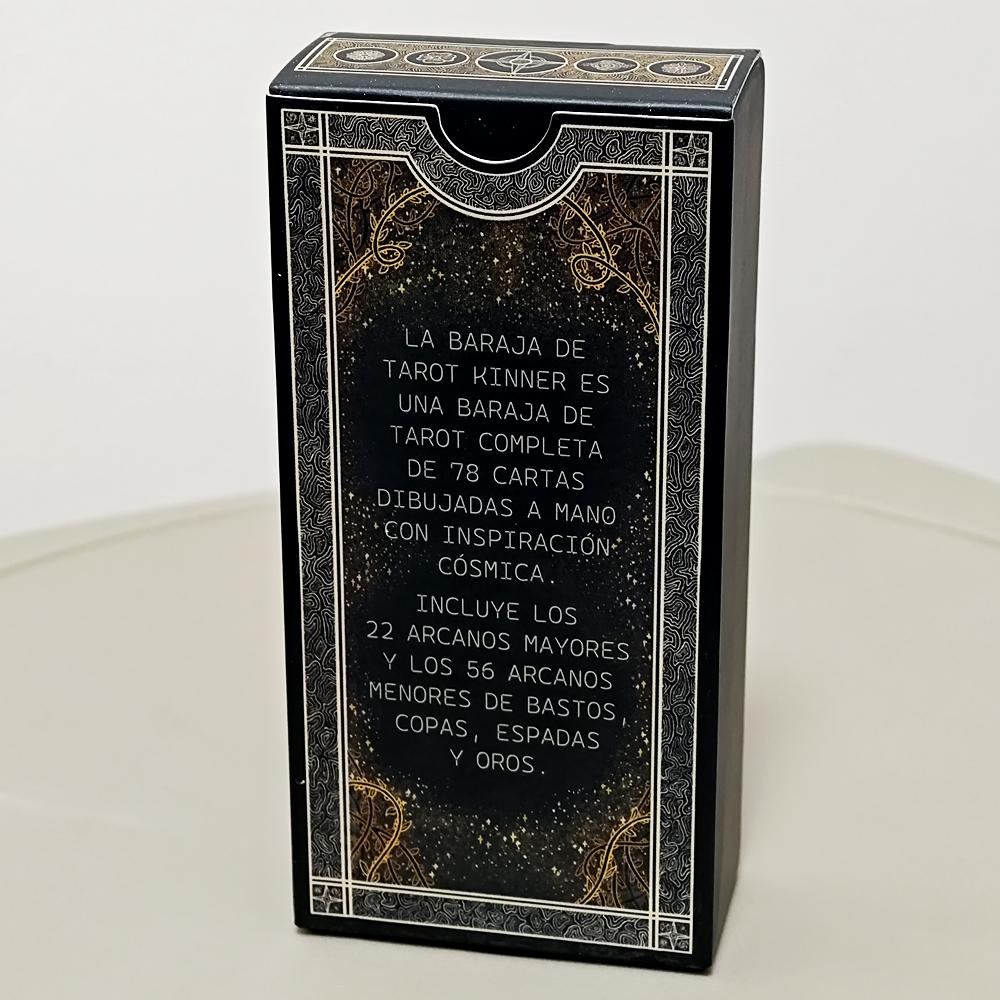 LA BARAJA DE
TAROT KINNER ES
UNA BARAJA DE
TAROT COMPLETA
DE 78 CARTAS
DIBUJADAS A MANO
CON INSPIRACIÓN
CÓSMICA.
INCLUYE LOS
22 ARCANOS MAYORES
Y LOS 56 ARCANOS
MENORES DE BASTOS,
COPAS, ESPADAS
Y OROS.